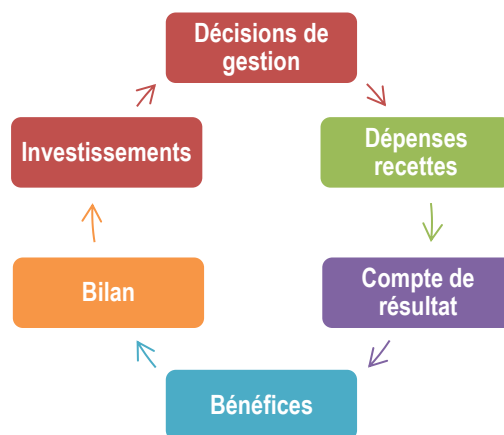 Décisions de
gestion
Dépenses
recettes
Compte de
résultat
Bénéfices
Bilan
Investissements